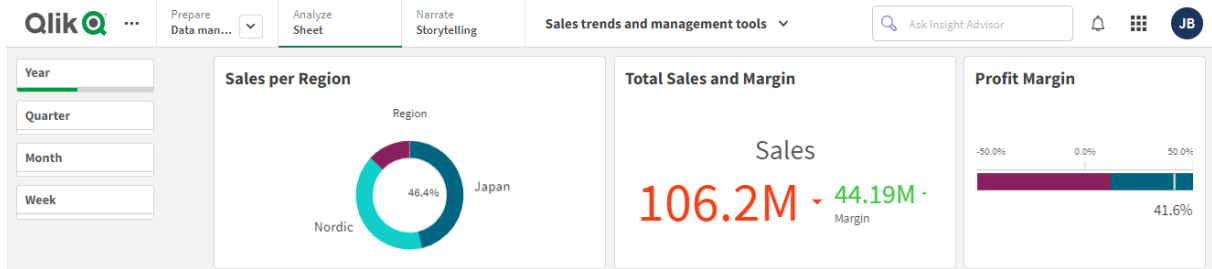 Qlik Q ...
Prepare
Data man...
Analyze
Sheet
Narrate
Storytelling
Sales trends and management tools
Ask Insight Advisor
JB
Year
Quarter
Month
Week
Sales per Region
Region
46.4%
Japan
Nordic
Total Sales and Margin
Sales
106.2M
44.19M
Margin
Profit Margin
-50.0% 0.0% 50.0%
41.6%